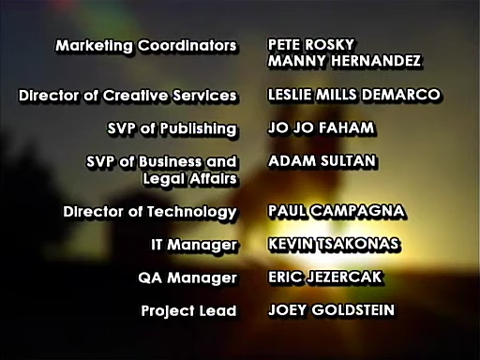 Marketing Coordinators PETE ROSKY
MANNY HERNANDEZ
Director of Creative Services LESLIE MILLS DEMARCO
SVP of Publishing JO JO FAHAM
SVP of Business and ADAM SULTAN
Legal Affairs
Director of Technology PAUL CAMPAGNA
IT Manager KEVIN TSAKONAS
QA Manager ERIC JEZERCAK
Project Lead JOEY GOLDSTEIN